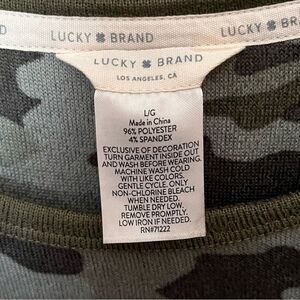 LUCKY BRAND LUCKY BRAND
LUCKY BRAND
LOS ANGELES, CA
L/G
Made in China
96% POLYESTER
4% SPANDEX
EXCLUSIVE OF DECORATION
TURN GARMENT INSIDE OUT
AND WASH BEFORE WEARING.
MACHINE WASH COLD
WITH LIKE COLORS.
GENTLE CYCLE. ONLY
NON-CHLORINE BLEACH
WHEN NEEDED.
TUMBLE DRY LOW.
REMOVE PROMPTLY.
LOW IRON IF NEEDED.
RN#71222